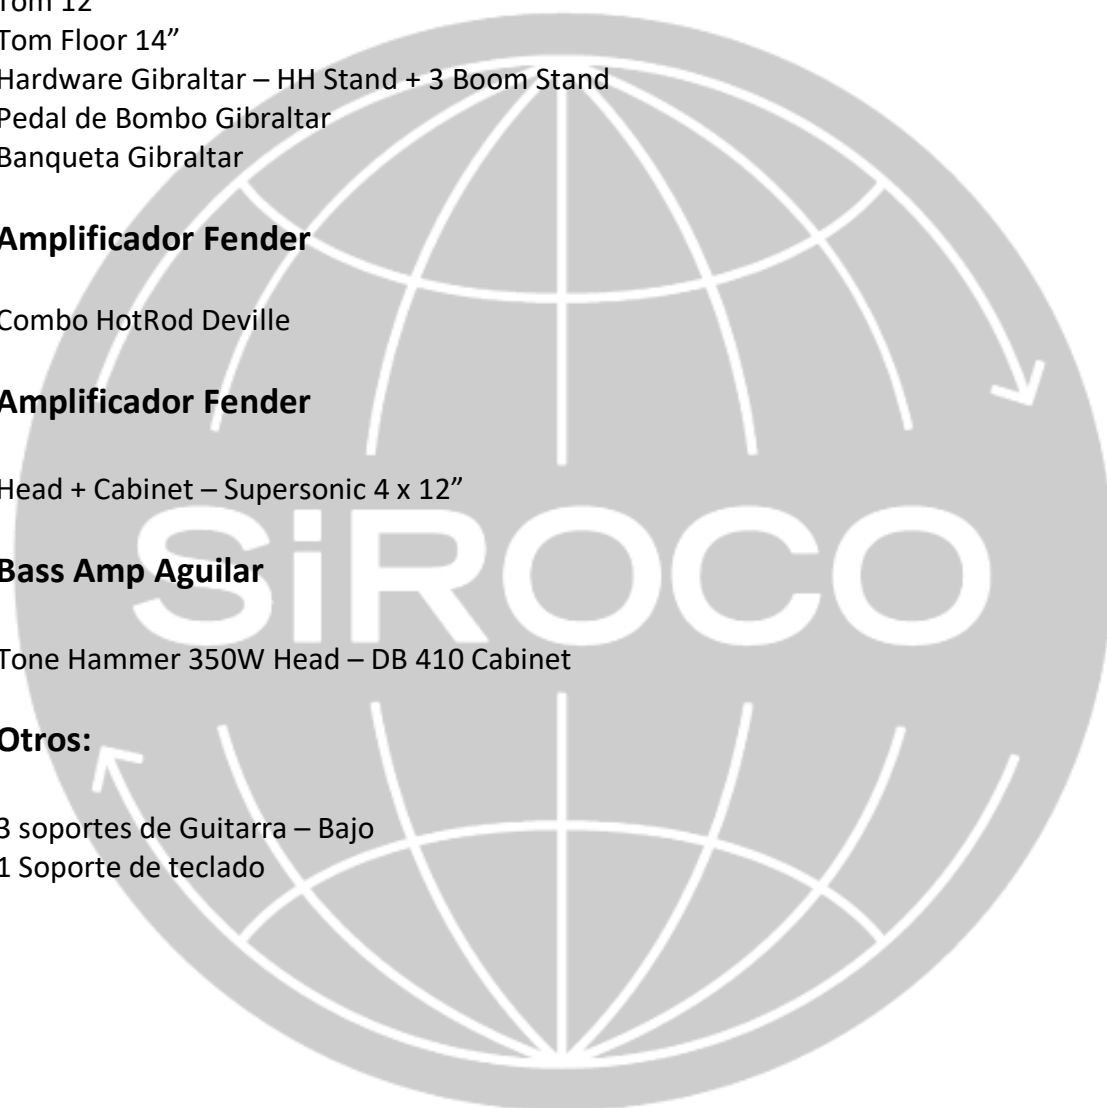 Tom 12
Tom Floor 14”
Hardware Gibraltar – HH Stand + 3 Boom Stand
Pedal de Bombo Gibraltar
Banqueta Gibraltar
Amplificador Fender
Combo HotRod Deville
Amplificador Fender
Head + Cabinet – Supersonic 4 x 12”
SiROCO
Bass Amp Aguilar
Tone Hammer 350W Head – DB 410 Cabinet
Otros:
3 soportes de Guitarra – Bajo
1 Soporte de teclado